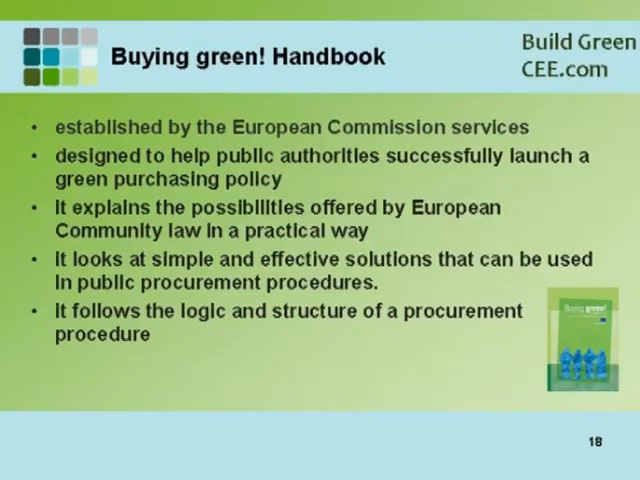 Buying green! Handbook
Build Green
CEE.com
• established by the European Commission services
• designed to help public authorities successfully launch a
green purchasing policy
• It explains the possibilities offered by European
Community law in a practical way
• It looks at simple and effective solutions that can be used
in public procurement procedures.
• It follows the logic and structure of a procurement
procedure
Buying green!
18